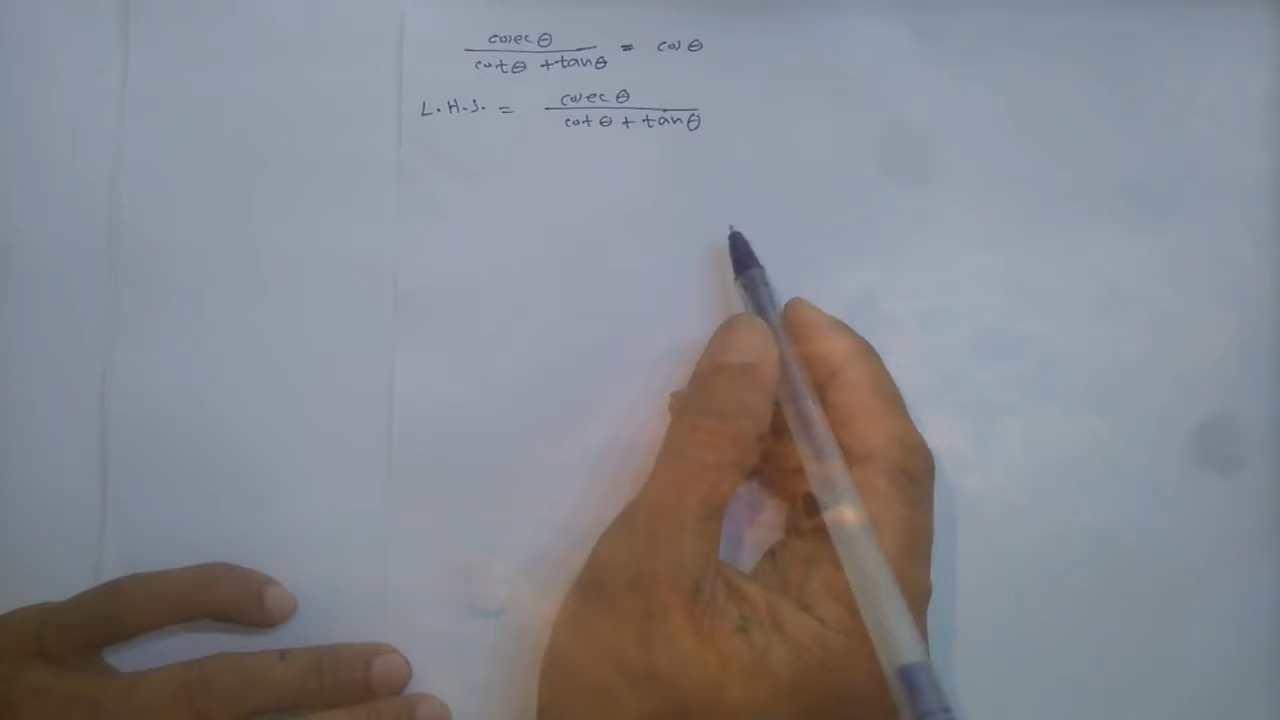 cosec θ / cot θ + tan θ = cos θ
L.H.S. = cosec θ / cot θ + tan θ